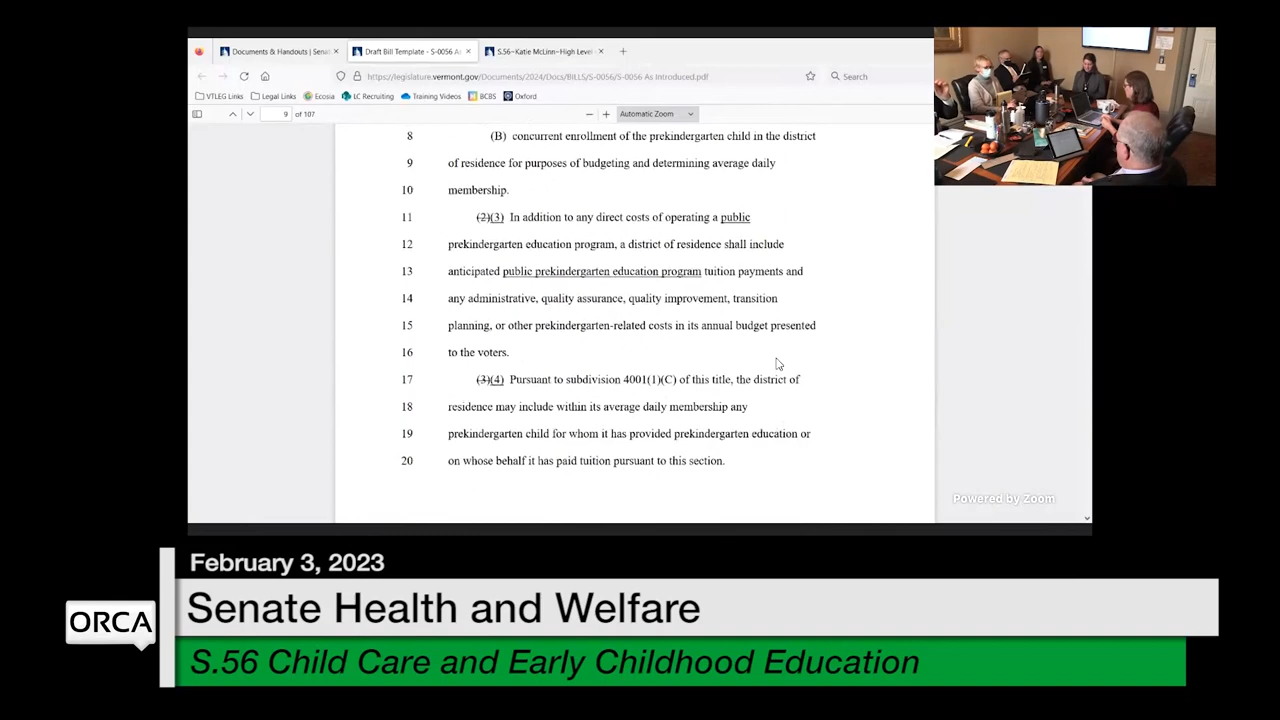 Documents & Handouts | Sena
Draft Bill Template - S-0056 As
S.56~Katie McLinn~High Level
https://legislature.vermont.gov/Documents/2024/Docs/BILLS/S-0056/S-0056 As Introduced.pdf
Search
VTLEG Links
Legal Links
Ecosia
LC Recruiting
Training Videos
BCBS
Oxford
9 of 107
Automatic Zoom
8 (B) concurrent enrollment of the prekindergarten child in the district
9 of residence for purposes of budgeting and determining average daily
10 membership.
11 (2)(3) In addition to any direct costs of operating a public
12 prekindergarten education program, a district of residence shall include
13 anticipated public prekindergarten education program tuition payments and
14 any administrative, quality assurance, quality improvement, transition
15 planning, or other prekindergarten-related costs in its annual budget presented
16 to the voters.
17 (3)(4) Pursuant to subdivision 4001(1)(C) of this title, the district of
18 residence may include within its average daily membership any
19 prekindergarten child for whom it has provided prekindergarten education or
20 on whose behalf it has paid tuition pursuant to this section.
Powered by Zoom
February 3, 2023
ORCA
Senate Health and Welfare
S.56 Child Care and Early Childhood Education